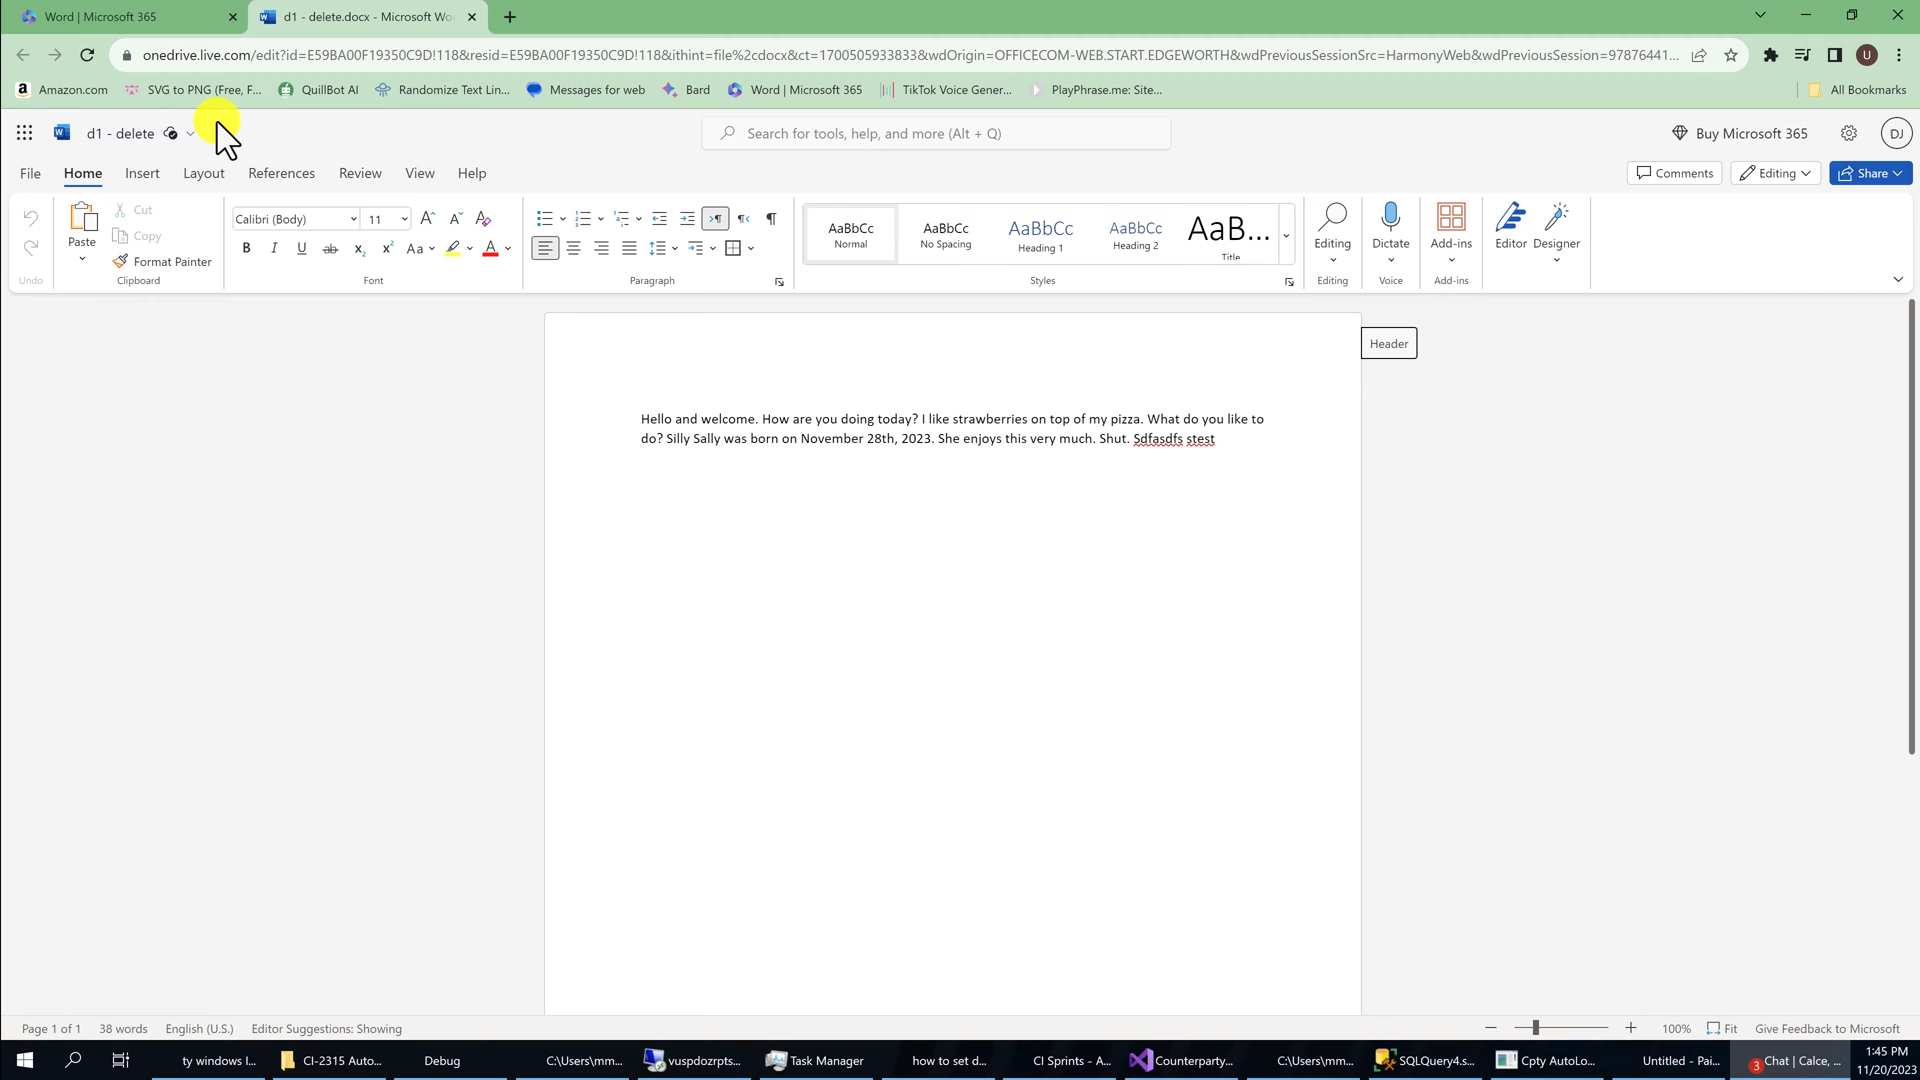 Word | Microsoft 365
d1 - delete.docx - Microsoft Wo
onedrive.live.com/edit?id=E59BA00F19350C9D!118&resid=E59BA00F19350C9D!118&ithint=file%2cdocx&ct=1700505933833&wdOrigin=OFFICECOM-WEB.START.EDGEWORTH&wdPreviousSessionSrc=HarmonyWeb&wdPreviousSession=97876441...
U
a Amazon.com SVG to PNG (Free, F... QuillBot AI Randomize Text Lin... Messages for web Bard Word | Microsoft 365 TikTok Voice Gener... PlayPhrase.me: Site... All Bookmarks
d1 - delete Search for tools, help, and more (Alt + Q) Buy Microsoft 365 DJ
File Home Insert Layout References Review View Help Comments Editing Share
Paste Cut Copy Format Painter
Calibri (Body) 11
AaBbCc Normal
AaBbCc No Spacing
AaBbCc Heading 1
AaBbCc Heading 2
AaB... Title
Editing Dictate Add-ins Editor Designer
Undo Clipboard Font Paragraph Styles Editing Voice Add-ins
Header
Hello and welcome. How are you doing today? I like strawberries on top of my pizza. What do you like to
do? Silly Sally was born on November 28th, 2023. She enjoys this very much. Shut. Sdfasdfs stest
Page 1 of 1 38 words English (U.S.) Editor Suggestions: Showing 100% Fit Give Feedback to Microsoft
ty windows I... CI-2315 Auto... Debug C:\Users\mm... vuspdozrpts... Task Manager how to set d... CI Sprints - A... Counterparty... C:\Users\mm... SQLQuery4.s... Cpty AutoLo... Untitled - Pai... 3 Chat | Calce, ...
1:45 PM
11/20/2023